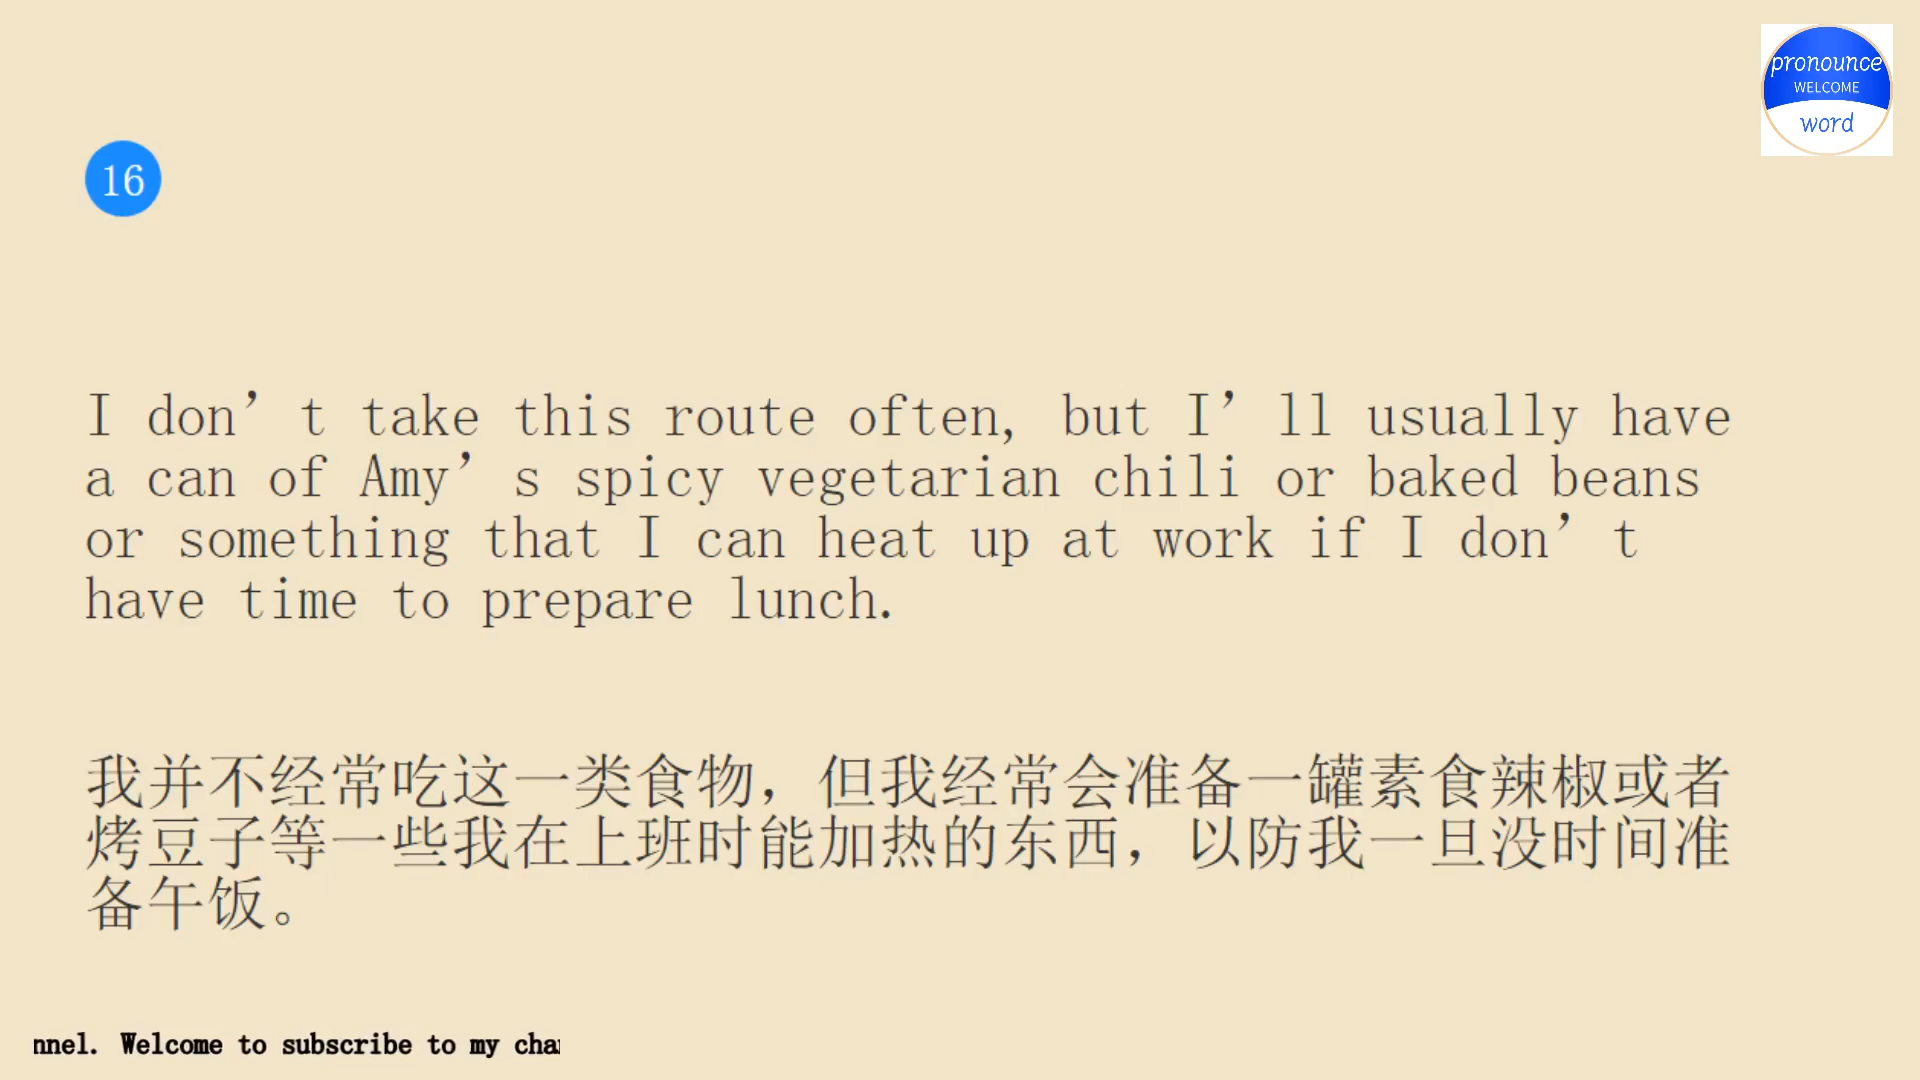 pronounce
WELCOME
word
16
I don’t take this route often, but I’ll usually have
a can of Amy’s spicy vegetarian chili or baked beans
or something that I can heat up at work if I don’t
have time to prepare lunch.
我并不经常吃这一类食物，但我经常会准备一罐素食辣椒或者
烤豆子等一些我在上班时能加热的东西，以防我一旦没时间准
备午饭。
nnel. Welcome to subscribe to my cha